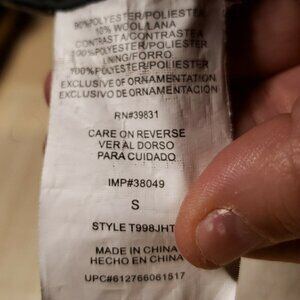 90%POLYESTER/POLIESTER
10% WOOL/LANA
CONTRAST A/CONTRASTE A
100%POLYESTER/POLIESTER
LINING/FORRO
100%POLYESTER/POLIESTER
EXCLUSIVE OF ORNAMENTATION
EXCLUSIVO DE ORNAMENTACION
RN#39831
CARE ON REVERSE
VER AL DORSO
PARA CUIDADO
IMP#38049
S
STYLE T998JHT
MADE IN CHINA
HECHO EN CHINA
UPC#612766061517